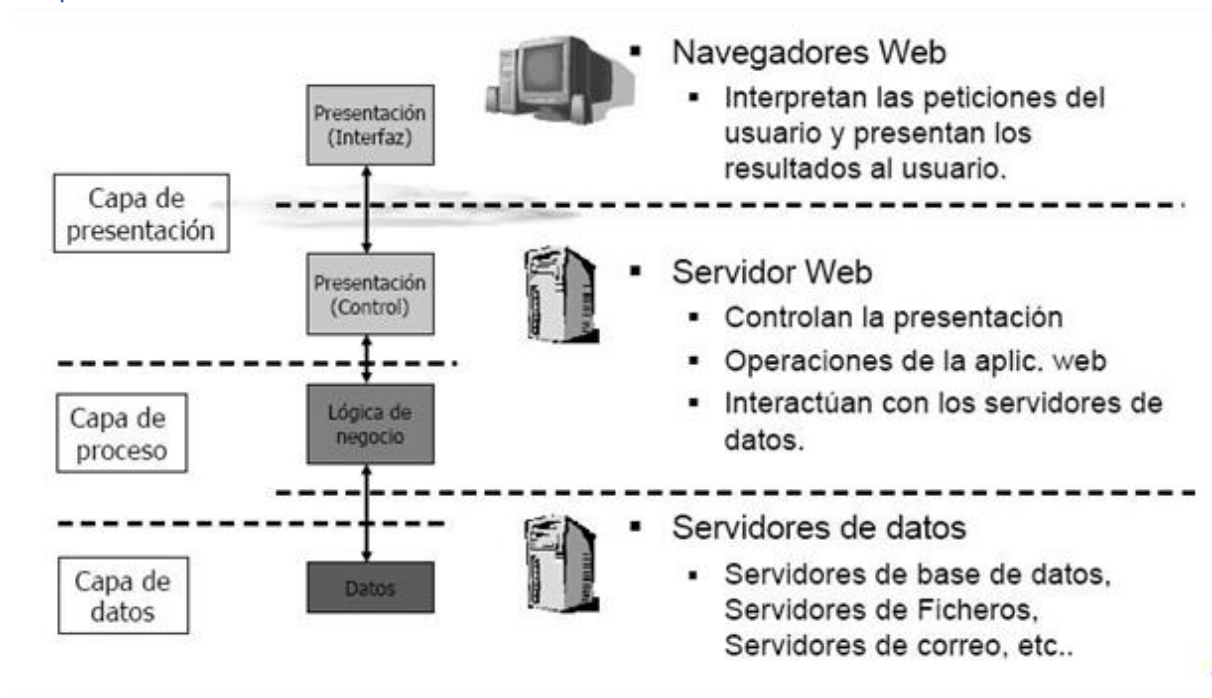 Navegadores Web
Interpretan las peticiones del
usuario y presentan los
resultados al usuario.
Presentación
(Interfaz)
Capa de
presentación
Presentación
(Control)
Servidor Web
Controlan la presentación
Operaciones de la aplic. web
Interactúan con los servidores de
datos.
Capa de
proceso
Lógica de
negocio
Servidores de datos
Servidores de base de datos,
Servidores de Ficheros,
Servidores de correo, etc..
Capa de
datos
Datos